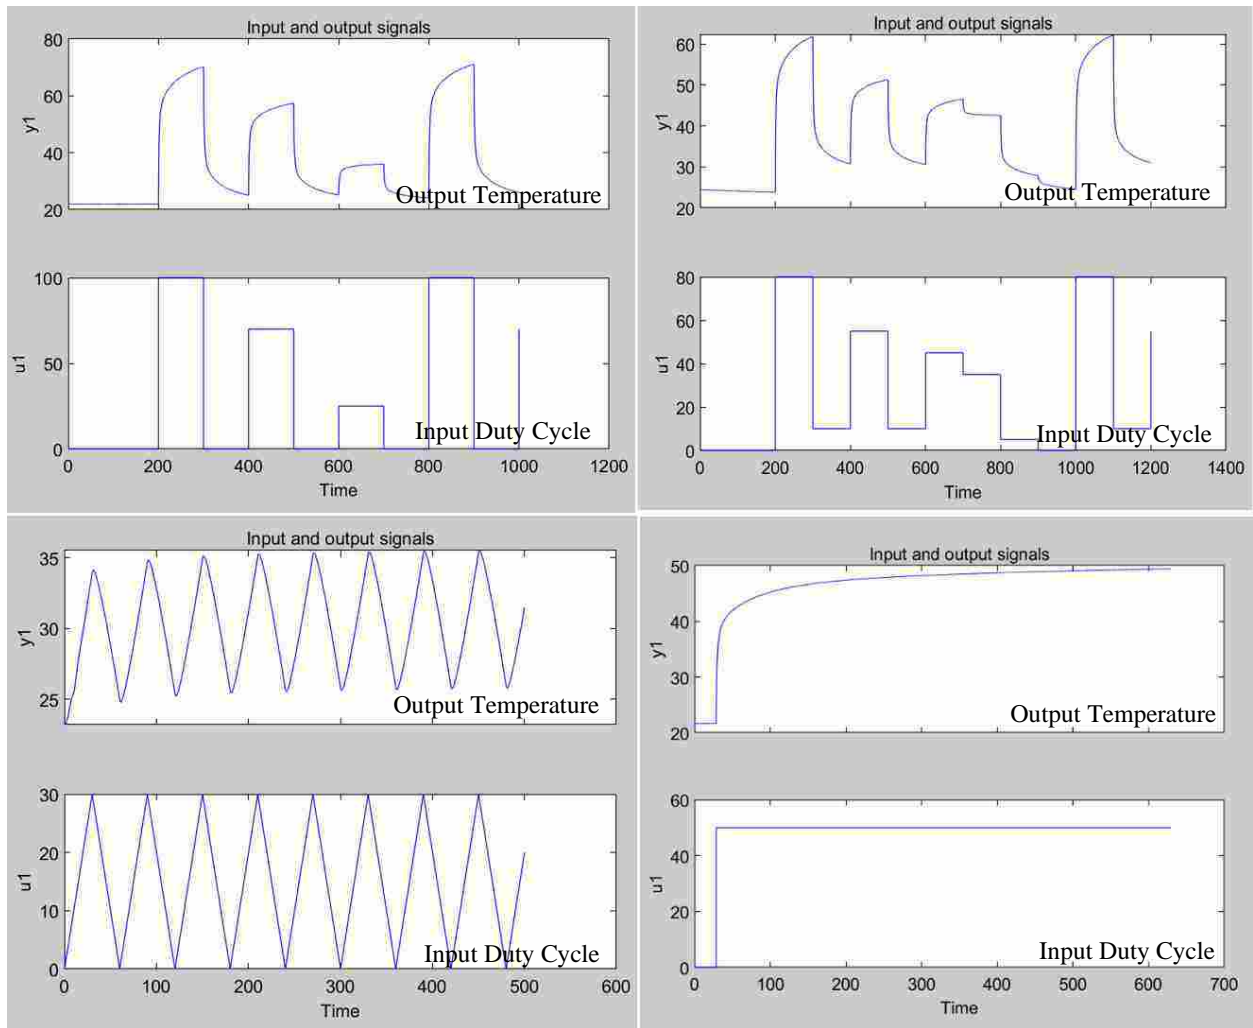 Input and output signals
80
60
40
20
y1
Output Temperature
100
50
0
u1
Input Duty Cycle
0 200 400 600 800 1000 1200
Time
Input and output signals
60
50
40
30
20
y1
Output Temperature
80
60
40
20
0
u1
Input Duty Cycle
0 200 400 600 800 1000 1200 1400
Time
Input and output signals
35
30
25
y1
Output Temperature
30
20
10
0
u1
Input Duty Cycle
0 100 200 300 400 500 600
Time
Input and output signals
50
40
30
20
y1
Output Temperature
60
40
20
0
u1
Input Duty Cycle
0 100 200 300 400 500 600 700
Time